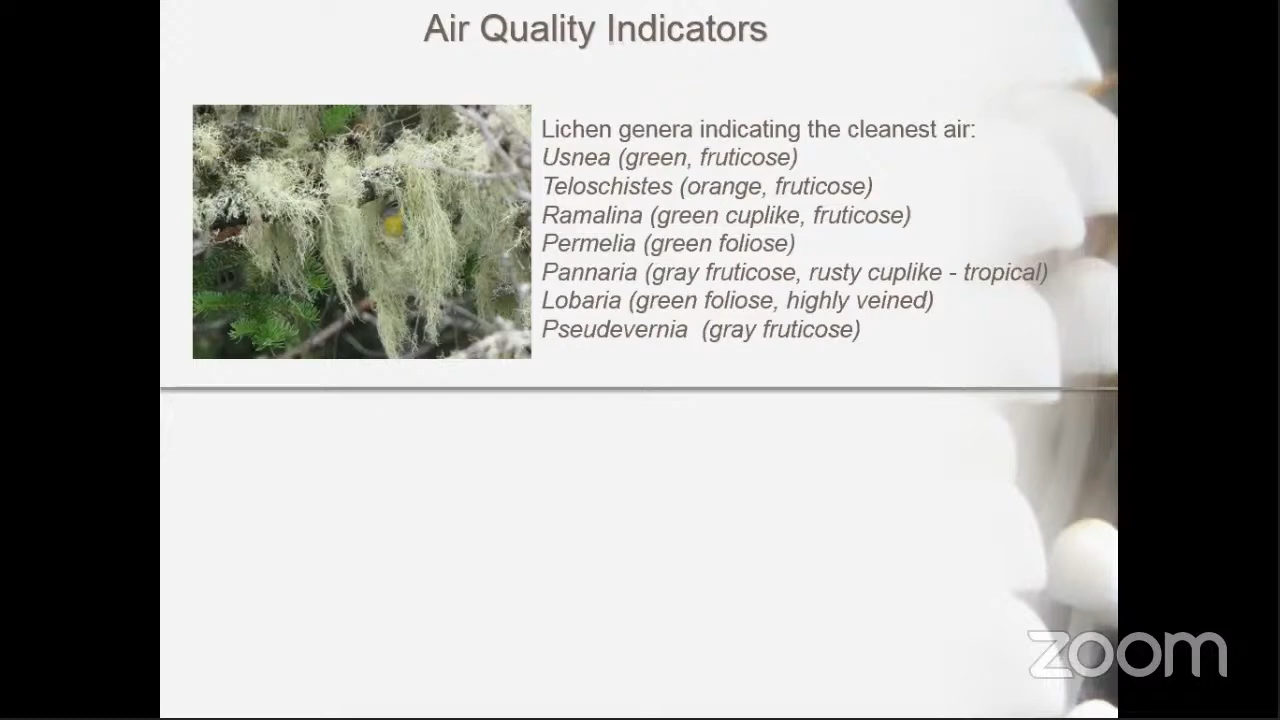 Air Quality Indicators
Lichen genera indicating the cleanest air:
Usnea (green, fruticose)
Teloschistes (orange, fruticose)
Ramalina (green cuplike, fruticose)
Permelia (green foliose)
Pannaria (gray fruticose, rusty cuplike - tropical)
Lobaria (green foliose, highly veined)
Pseudevernia  (gray fruticose)
zoom